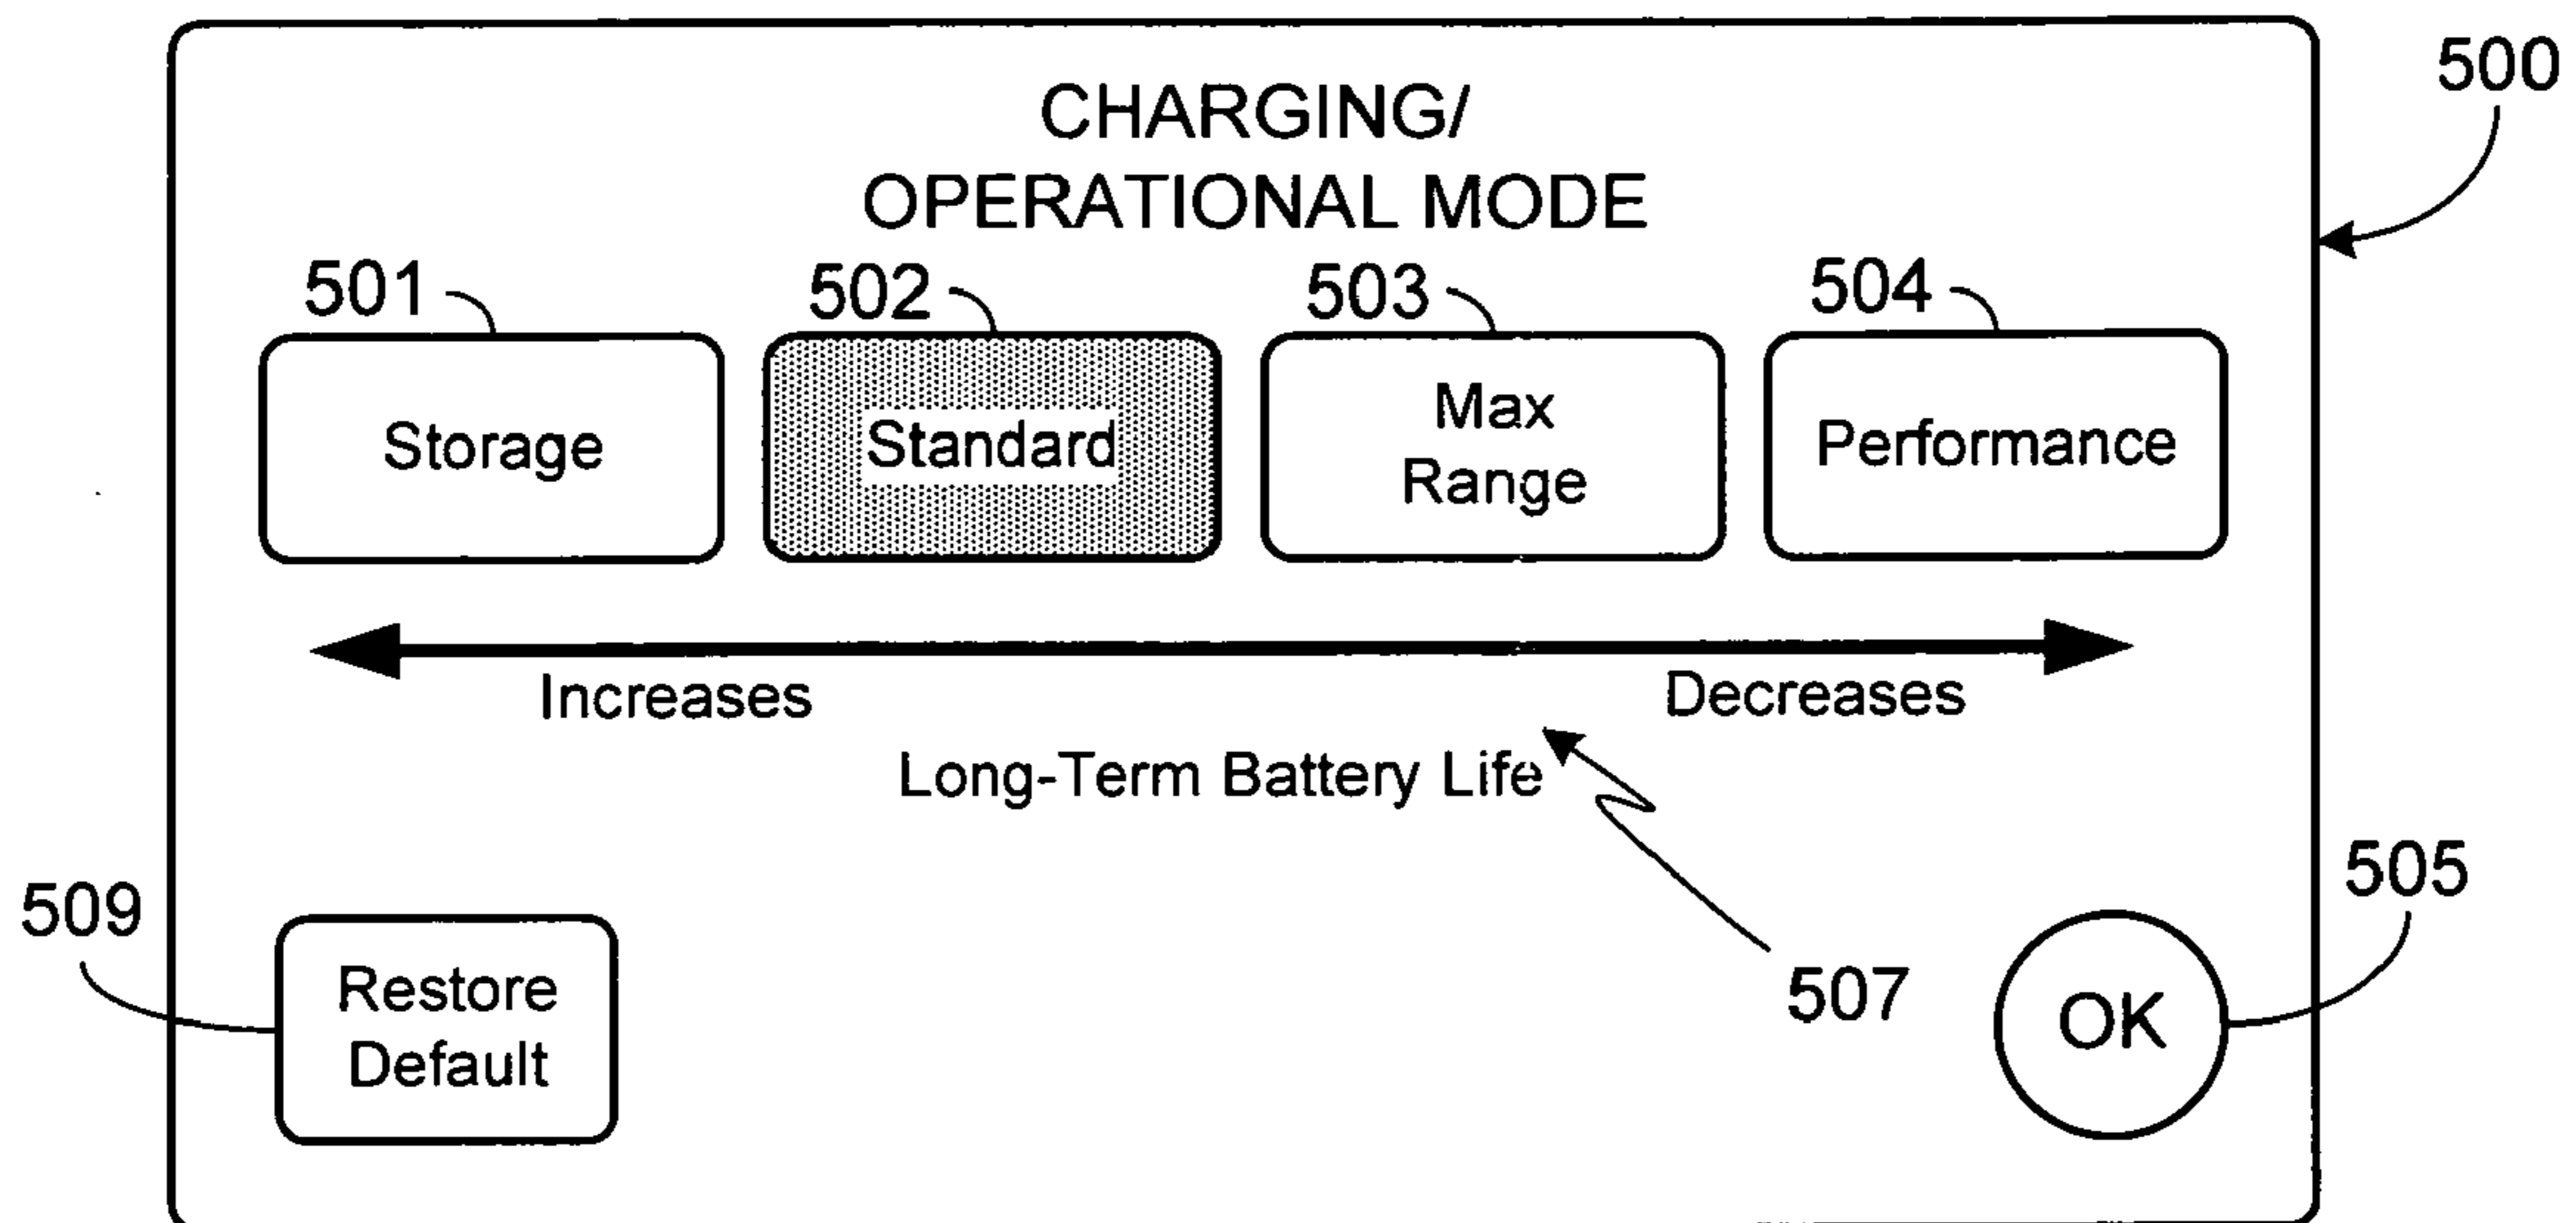 500
CHARGING/
OPERATIONAL MODE
501
502
503
504
Storage
Standard
Max
Range
Performance
Increases
Decreases
Long-Term Battery Life
509
505
Restore
Default
507
OK